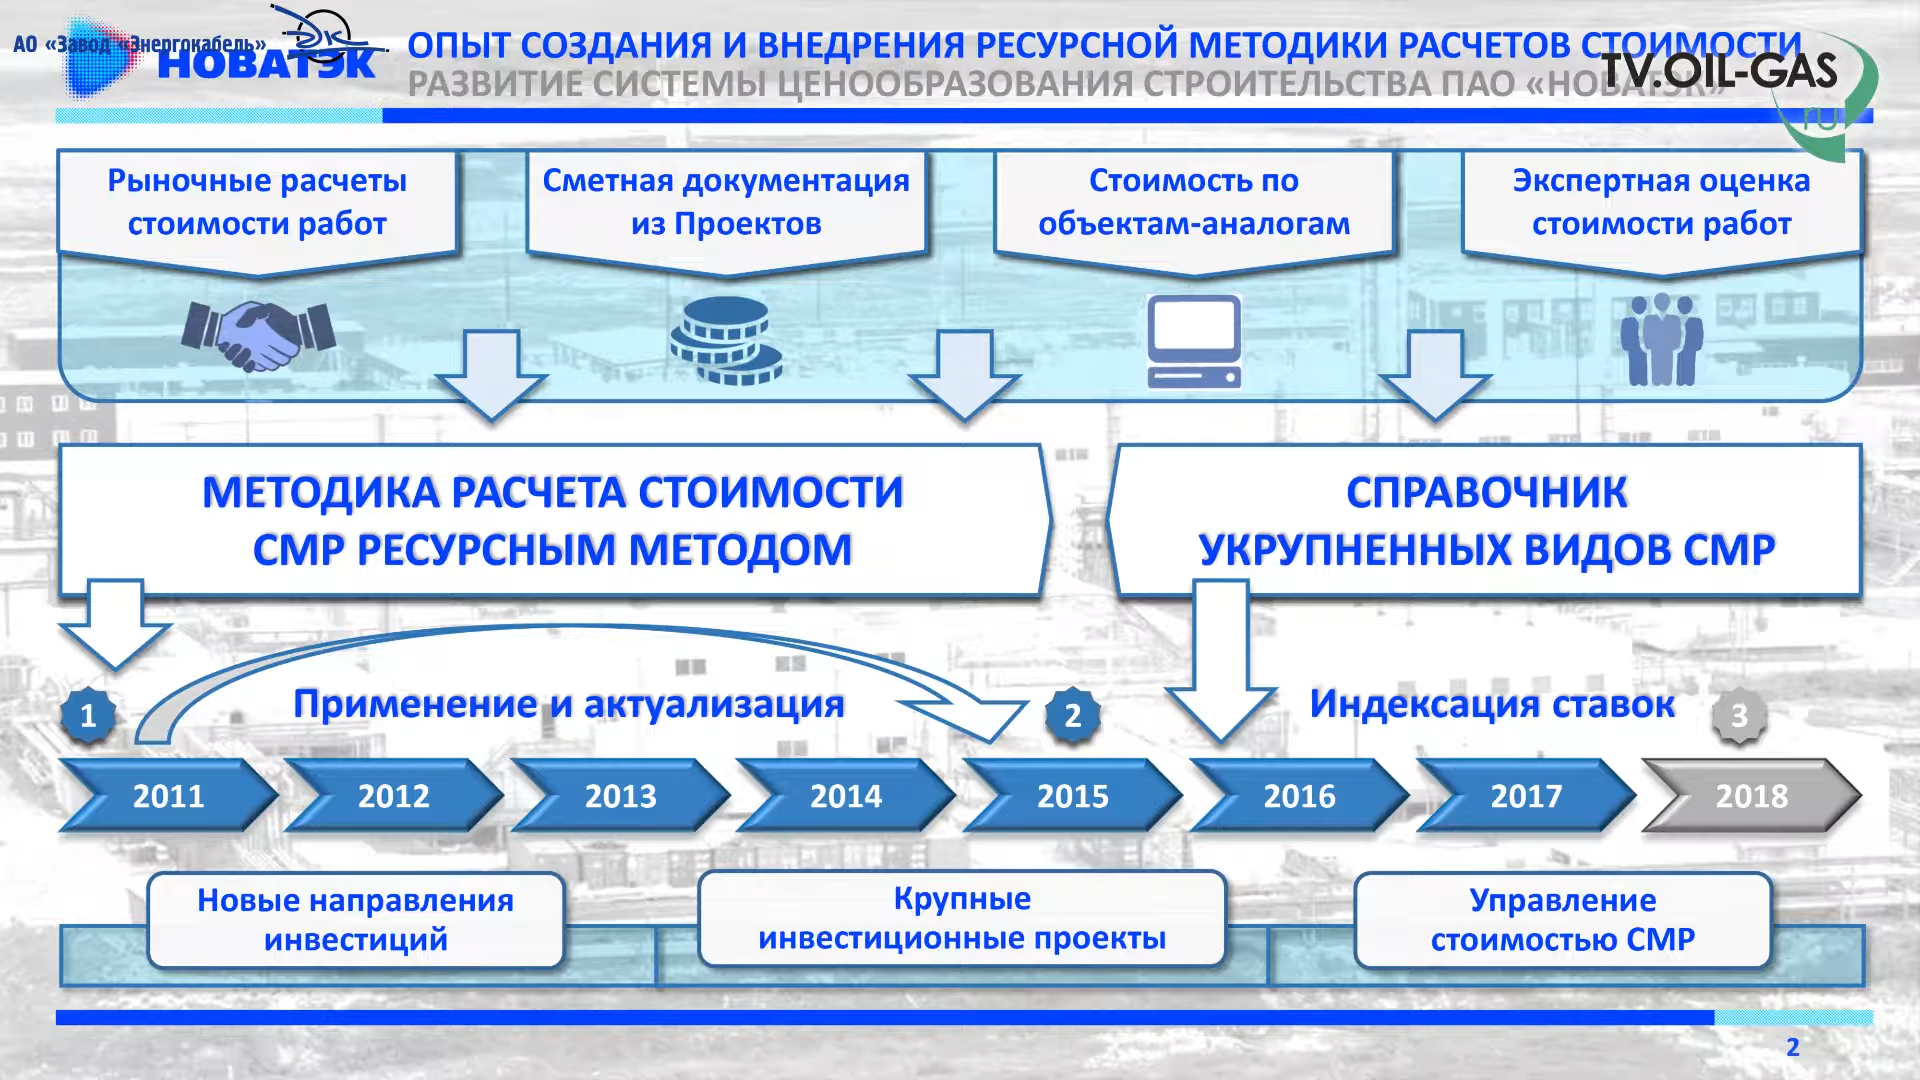 АО «Завод «Энергокабель»
НОВАТЭК
ОПЫТ СОЗДАНИЯ И ВНЕДРЕНИЯ РЕСУРСНОЙ МЕТОДИКИ РАСЧЕТОВ СТОИМОСТИ
РАЗВИТИЕ СИСТЕМЫ ЦЕНООБРАЗОВАНИЯ СТРОИТЕЛЬСТВА ПАО «НОВАТЭК»
TV.OIL-GAS
ru
Рыночные расчеты
стоимости работ
Сметная документация
из Проектов
Стоимость по
объектам-аналогам
Экспертная оценка
стоимости работ
МЕТОДИКА РАСЧЕТА СТОИМОСТИ
СМР РЕСУРСНЫМ МЕТОДОМ
СПРАВОЧНИК
УКРУПНЕННЫХ ВИДОВ СМР
1
Применение и актуализация
2
Индексация ставок
3
2011
2012
2013
2014
2015
2016
2017
2018
Новые направления
инвестиций
Крупные
инвестиционные проекты
Управление
стоимостью СМР
2